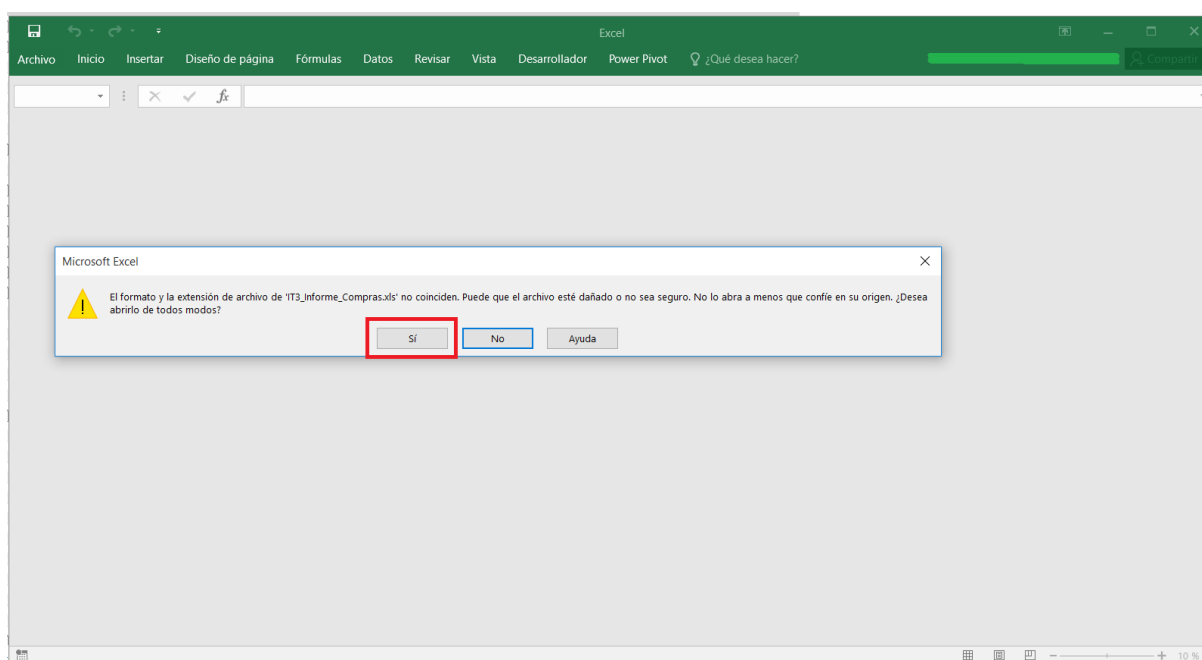 Excel
Archivo Inicio Insertar Diseño de página Fórmulas Datos Revisar Vista Desarrollador Power Pivot ¿Qué desea hacer? Compartir
fx
Microsoft Excel
El formato y la extensión de archivo de 'IT3_Informe_Compras.xls' no coinciden. Puede que el archivo esté dañado o no sea seguro. No lo abra a menos que confíe en su origen. ¿Desea
abrirlo de todos modos?
Sí No Ayuda
10 %